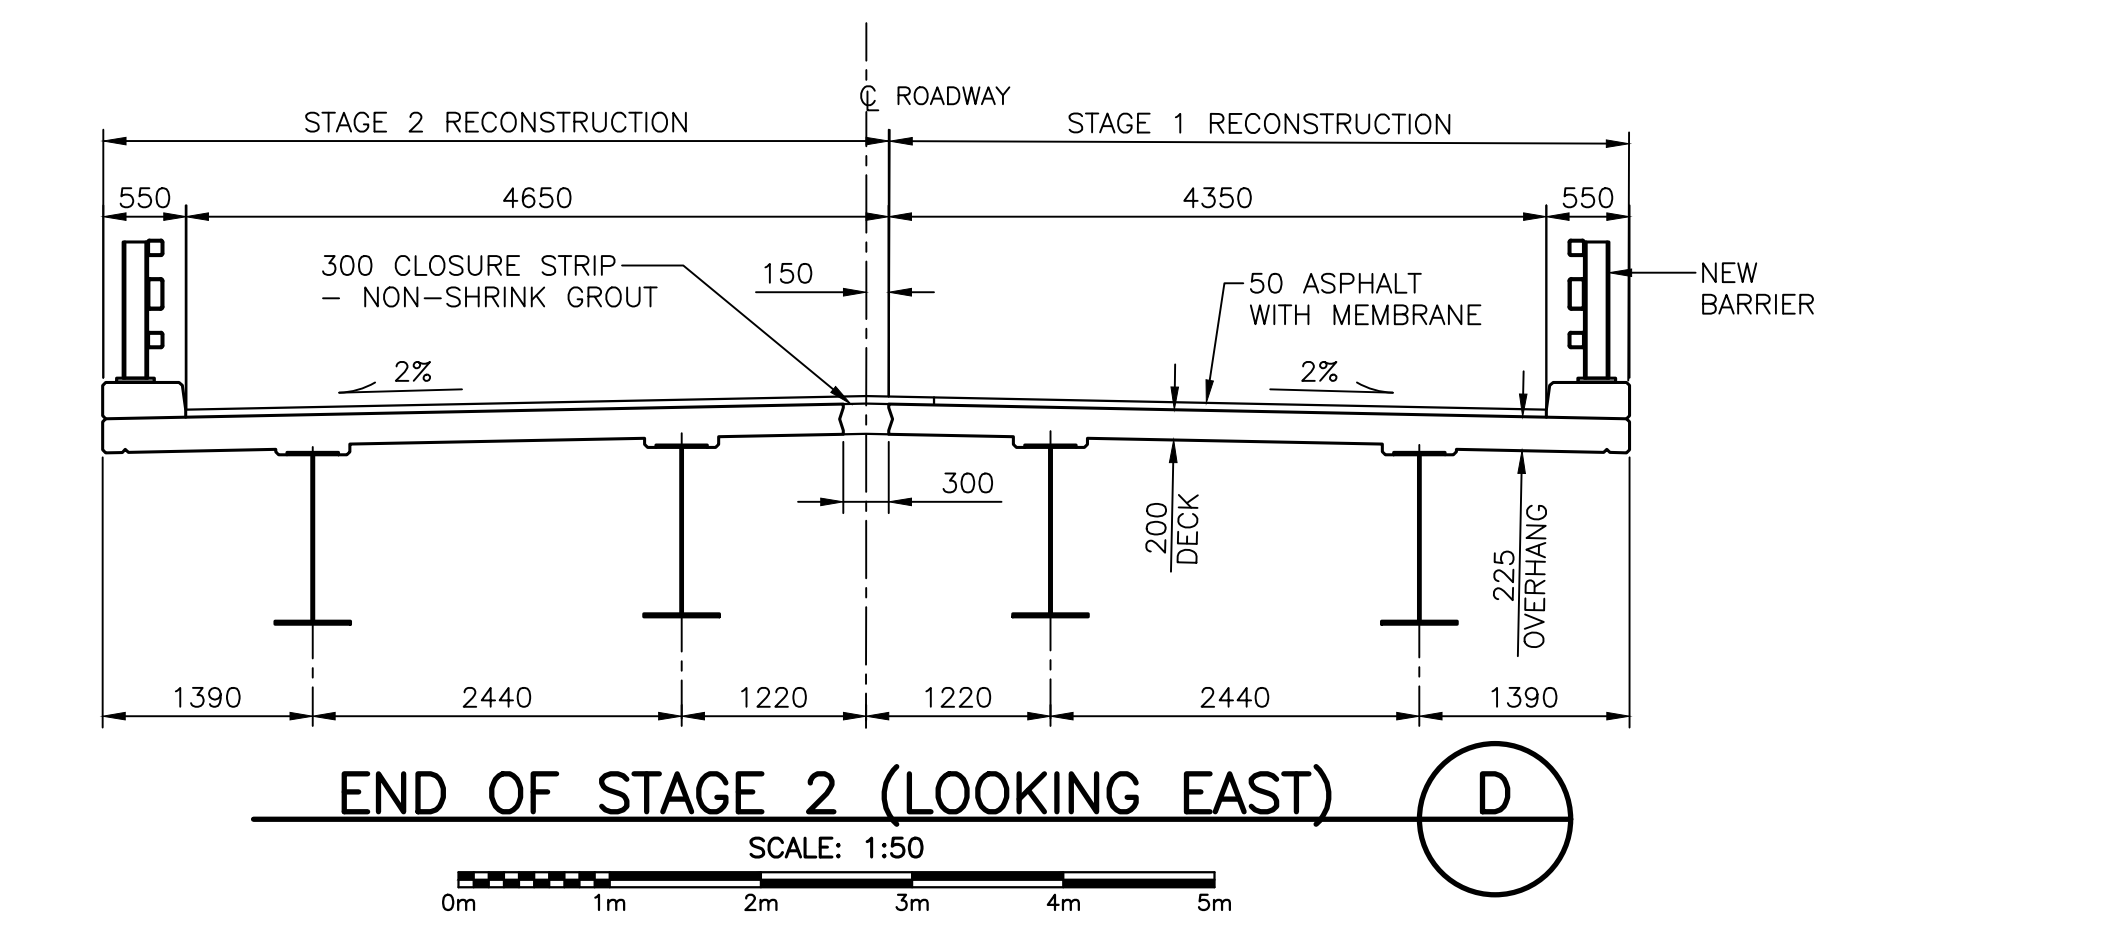 ℄ ROADWAY
STAGE 2 RECONSTRUCTION
STAGE 1 RECONSTRUCTION
550
4650
4350
550
300 CLOSURE STRIP
- NON-SHRINK GROUT
150
50 ASPHALT
WITH MEMBRANE
NEW
BARRIER
2%
2%
300
200
DECK
225
OVERHANG
1390
2440
1220
1220
2440
1390
END OF STAGE 2 (LOOKING EAST)
D
SCALE: 1:50
0m 1m 2m 3m 4m 5m